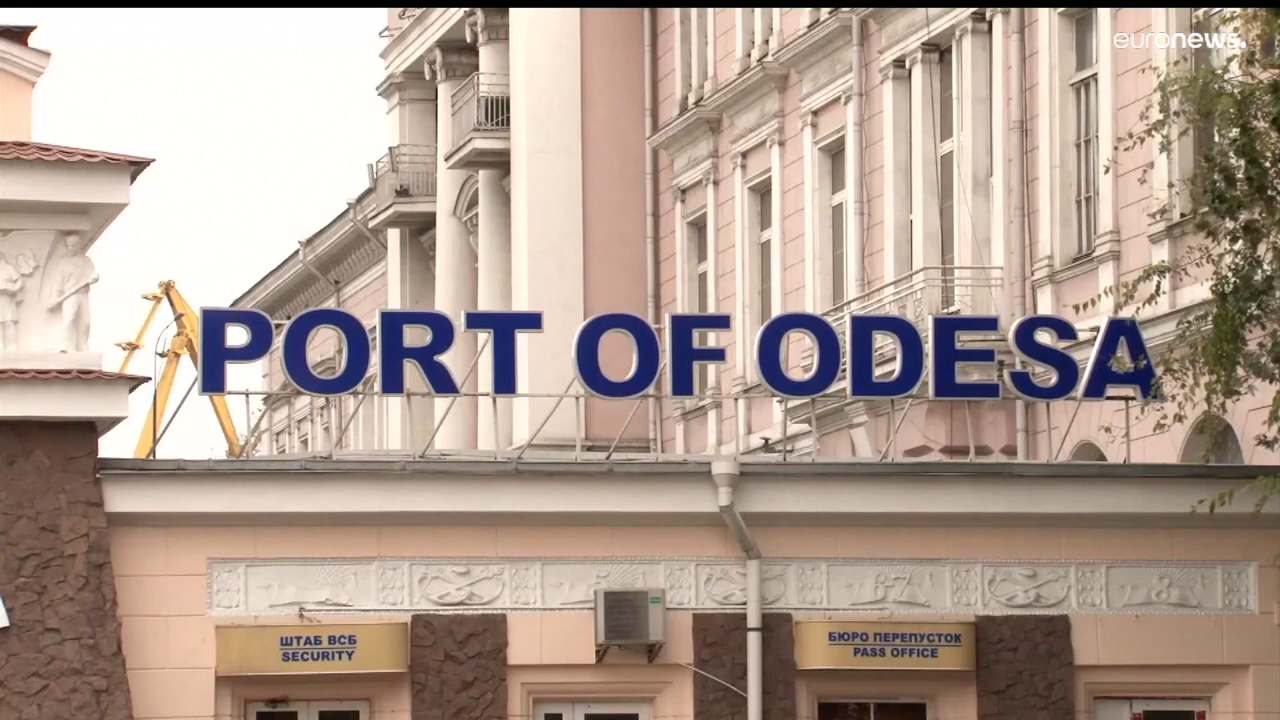 euronews.
PORT OF ODESA
ШТАБ ВСБ
SECURITY
БЮРО ПЕРЕПУСТОК
PASS OFFICE